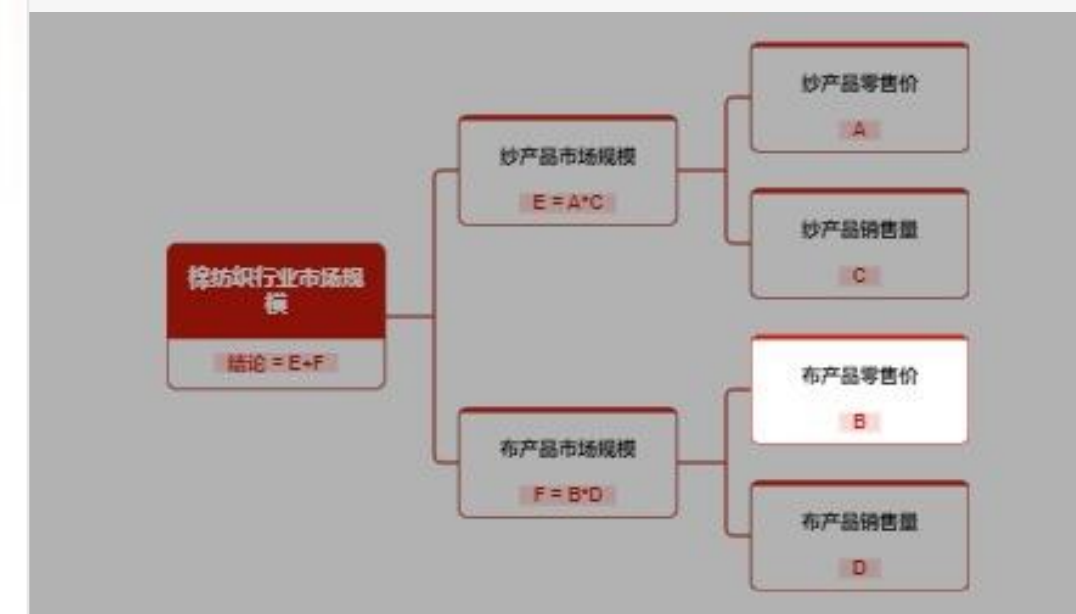 纱产品零售价
A
纱产品市场规模
E = A*C
纱产品销售量
C
棉纺织行业市场规
模
结论 = E+F
布产品零售价
B
布产品市场规模
F = B*D
布产品销售量
D